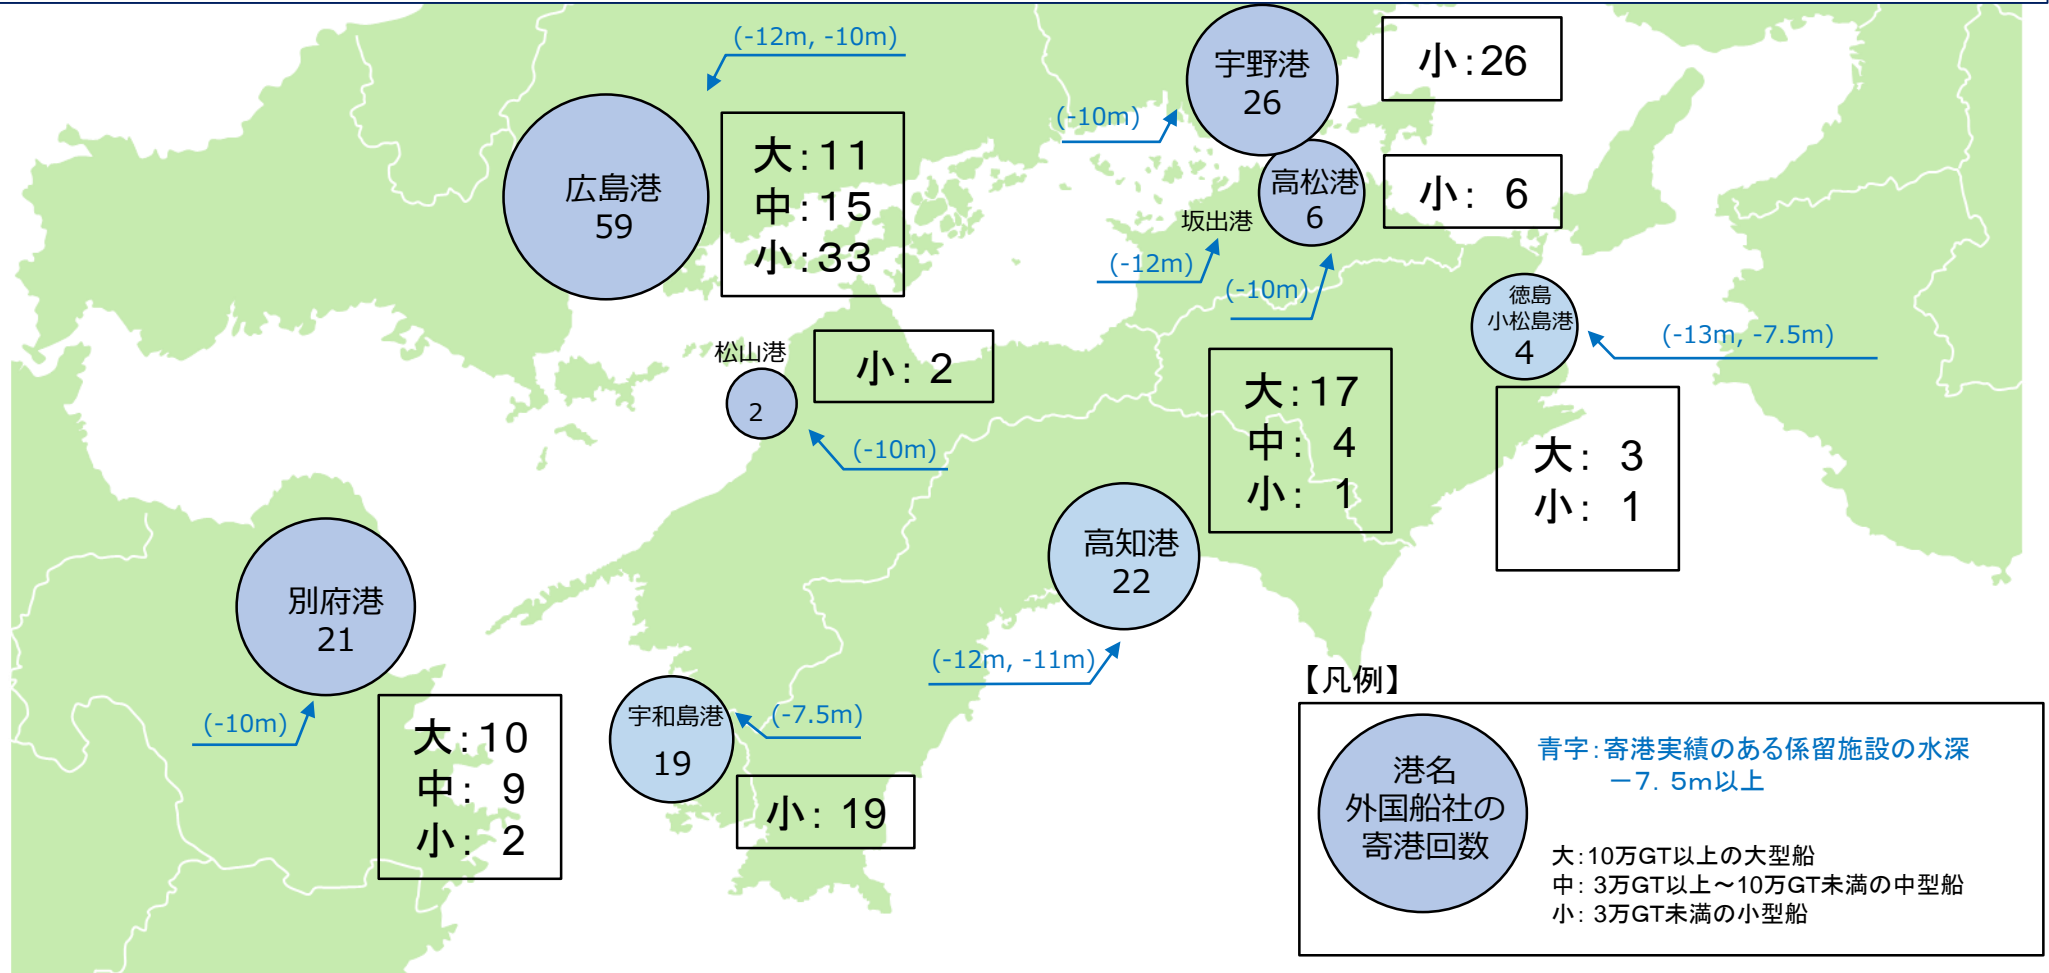 (-12m, -10m)
広島港
59
大:11
中:15
小:33
宇野港
26
小:26
(-10m)
高松港
6
小: 6
坂出港
(-12m)
(-10m)
徳島
小松島港
4
(-13m, -7.5m)
大: 3
小: 1
松山港
2
小: 2
(-10m)
大:17
中: 4
小: 1
高知港
22
(-12m, -11m)
別府港
21
(-10m)
大:10
中: 9
小: 2
宇和島港
19
(-7.5m)
小: 19
【凡例】
港名
外国船社の
寄港回数
青字:寄港実績のある係留施設の水深
－7．5m以上
大:10万GT以上の大型船
中: 3万GT以上～10万GT未満の中型船
小: 3万GT未満の小型船